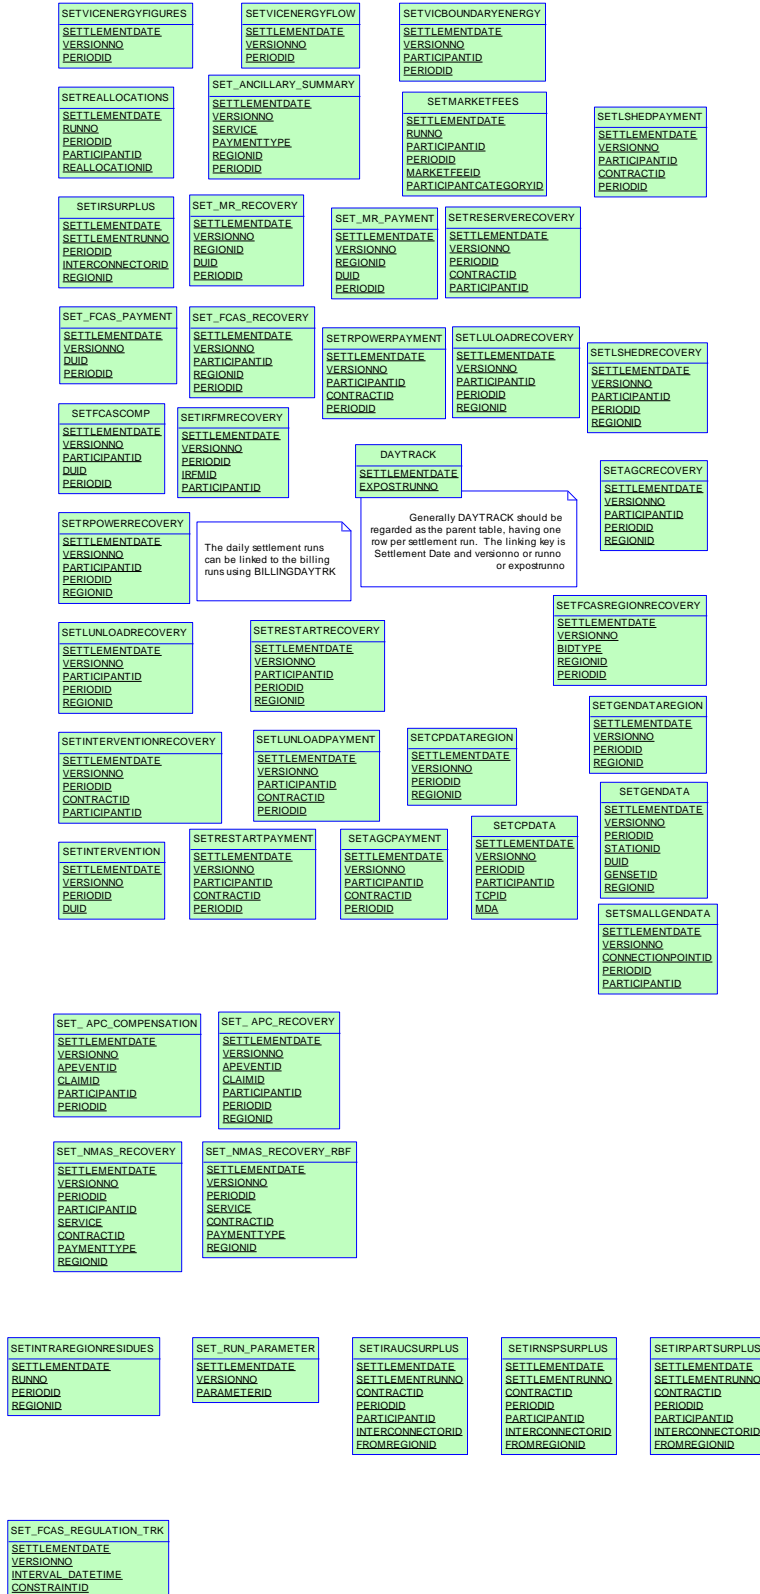 SETVICENERGYFIGURES
SETTLEMENTDATE
VERSIONNO
PERIODID
SETVICENERGYFLOW
SETTLEMENTDATE
VERSIONNO
PERIODID
SETVICBOUNDARYENERGY
SETTLEMENTDATE
VERSIONNO
PARTICIPANTID
PERIODID
SETREALLOCATIONS
SETTLEMENTDATE
RUNNO
PERIODID
PARTICIPANTID
REALLOCATIONID
SET_ANCILLARY_SUMMARY
SETTLEMENTDATE
VERSIONNO
SERVICE
PAYMENTTYPE
REGIONID
PERIODID
SETMARKETFEES
SETTLEMENTDATE
RUNNO
PARTICIPANTID
PERIODID
MARKETFEEID
PARTICIPANTCATEGORYID
SETLSHEDPAYMENT
SETTLEMENTDATE
VERSIONNO
PARTICIPANTID
CONTRACTID
PERIODID
SETIRSURPLUS
SETTLEMENTDATE
SETTLEMENTRUNNO
PERIODID
INTERCONNECTORID
REGIONID
SET_MR_RECOVERY
SETTLEMENTDATE
VERSIONNO
REGIONID
DUID
PERIODID
SET_MR_PAYMENT
SETTLEMENTDATE
VERSIONNO
REGIONID
DUID
PERIODID
SETRESERVERECOVERY
SETTLEMENTDATE
VERSIONNO
PERIODID
CONTRACTID
PARTICIPANTID
SET_FCAS_PAYMENT
SETTLEMENTDATE
VERSIONNO
DUID
PERIODID
SET_FCAS_RECOVERY
SETTLEMENTDATE
VERSIONNO
PARTICIPANTID
REGIONID
PERIODID
SETRPOWERPAYMENT
SETTLEMENTDATE
VERSIONNO
PARTICIPANTID
CONTRACTID
PERIODID
SETLULOADRECOVERY
SETTLEMENTDATE
VERSIONNO
PARTICIPANTID
PERIODID
REGIONID
SETLSHEDRECOVERY
SETTLEMENTDATE
VERSIONNO
PARTICIPANTID
PERIODID
REGIONID
SETFCASCOMP
SETTLEMENTDATE
VERSIONNO
PARTICIPANTID
DUID
PERIODID
SETIRFMRECOVERY
SETTLEMENTDATE
VERSIONNO
PERIODID
IRFMID
PARTICIPANTID
DAYTRACK
SETTLEMENTDATE
EXPOSTRUNNO
SETAGCRECOVERY
SETTLEMENTDATE
VERSIONNO
PARTICIPANTID
PERIODID
REGIONID
SETRPOWERRECOVERY
SETTLEMENTDATE
VERSIONNO
PARTICIPANTID
PERIODID
REGIONID
The daily settlement runs
can be linked to the billing
runs using BILLINGDAYTRK
Generally DAYTRACK should be
regarded as the parent table, having one
row per settlement run. The linking key is
Settlement Date and versionno or runno
or expostrunno
SETFCASREGIONRECOVERY
SETTLEMENTDATE
VERSIONNO
BIDTYPE
REGIONID
PERIODID
SETLUNLOADRECOVERY
SETTLEMENTDATE
VERSIONNO
PARTICIPANTID
PERIODID
REGIONID
SETRESTARTRECOVERY
SETTLEMENTDATE
VERSIONNO
PARTICIPANTID
PERIODID
REGIONID
SETGENDATAREGION
SETTLEMENTDATE
VERSIONNO
PERIODID
REGIONID
SETINTERVENTIONRECOVERY
SETTLEMENTDATE
VERSIONNO
PERIODID
CONTRACTID
PARTICIPANTID
SETLUNLOADPAYMENT
SETTLEMENTDATE
VERSIONNO
PARTICIPANTID
CONTRACTID
PERIODID
SETCPDATAREGION
SETTLEMENTDATE
VERSIONNO
PERIODID
REGIONID
SETGENDATA
SETTLEMENTDATE
VERSIONNO
PERIODID
STATIONID
DUID
GENSETID
REGIONID
SETINTERVENTION
SETTLEMENTDATE
VERSIONNO
PERIODID
DUID
SETRESTARTPAYMENT
SETTLEMENTDATE
VERSIONNO
PARTICIPANTID
CONTRACTID
PERIODID
SETAGCPAYMENT
SETTLEMENTDATE
VERSIONNO
PARTICIPANTID
CONTRACTID
PERIODID
SETCPDATA
SETTLEMENTDATE
VERSIONNO
PERIODID
PARTICIPANTID
TCPID
MDA
SETSMALLGENDATA
SETTLEMENTDATE
VERSIONNO
CONNECTIONPOINTID
PERIODID
PARTICIPANTID
SET_ APC_COMPENSATION
SETTLEMENTDATE
VERSIONNO
APEVENTID
CLAIMID
PARTICIPANTID
PERIODID
SET_ APC_RECOVERY
SETTLEMENTDATE
VERSIONNO
APEVENTID
CLAIMID
PARTICIPANTID
PERIODID
REGIONID
SET_NMAS_RECOVERY
SETTLEMENTDATE
VERSIONNO
PERIODID
PARTICIPANTID
SERVICE
CONTRACTID
PAYMENTTYPE
REGIONID
SET_NMAS_RECOVERY_RBF
SETTLEMENTDATE
VERSIONNO
PERIODID
SERVICE
CONTRACTID
PAYMENTTYPE
REGIONID
SETINTRAREGIONRESIDUES
SETTLEMENTDATE
RUNNO
PERIODID
REGIONID
SET_RUN_PARAMETER
SETTLEMENTDATE
VERSIONNO
PARAMETERID
SETIRAUCSURPLUS
SETTLEMENTDATE
SETTLEMENTRUNNO
CONTRACTID
PERIODID
PARTICIPANTID
INTERCONNECTORID
FROMREGIONID
SETIRNSPSURPLUS
SETTLEMENTDATE
SETTLEMENTRUNNO
CONTRACTID
PERIODID
PARTICIPANTID
INTERCONNECTORID
FROMREGIONID
SETIRPARTSURPLUS
SETTLEMENTDATE
SETTLEMENTRUNNO
CONTRACTID
PERIODID
PARTICIPANTID
INTERCONNECTORID
FROMREGIONID
SET_FCAS_REGULATION_TRK
SETTLEMENTDATE
VERSIONNO
INTERVAL_DATETIME
CONSTRAINTID